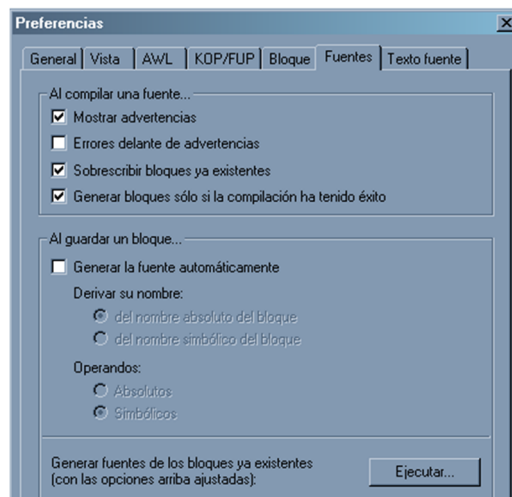 Preferencias
General Vista AWL KOP/FUP Bloque Fuentes Texto fuente
Al compilar una fuente...
Mostrar advertencias
Errores delante de advertencias
Sobrescribir bloques ya existentes
Generar bloques sólo si la compilación ha tenido éxito
Al guardar un bloque...
Generar la fuente automáticamente
Derivar su nombre:
del nombre absoluto del bloque
del nombre simbólico del bloque
Operandos:
Absolutos
Simbólicos
Generar fuentes de los bloques ya existentes
(con las opciones arriba ajustadas):
Ejecutar...